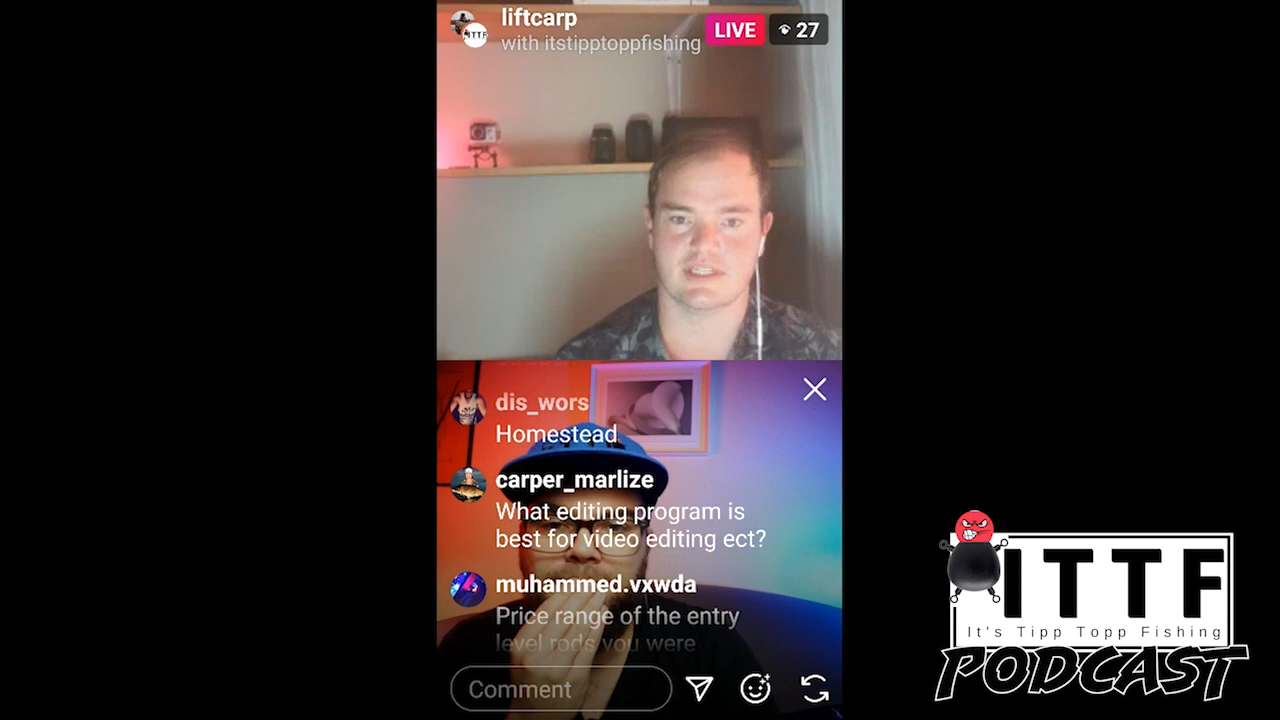 liftcarp
with itstipptoppfishing
LIVE
27
dis_wors
Homestead
carper_marlize
What editing program is
best for video editing ect?
muhammed.vxwda
Price range of the entry
level rods you were
Comment
ITTF
It's Tipp Topp Fishing
PODCAST